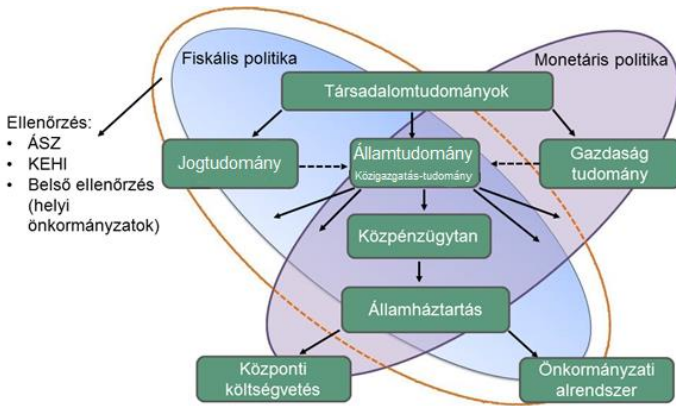 Fiskális politika
Monetáris politika
Társadalomtudományok
Ellenőrzés:
• ÁSZ
• KEHI
• Belső ellenőrzés
(helyi
önkormányzatok)
Jogtudomány
Államtudomány
Közigazgatás-tudomány
Gazdaság
tudomány
Közpénzügytan
Államháztartás
Központi
költségvetés
Önkormányzati
alrendszer